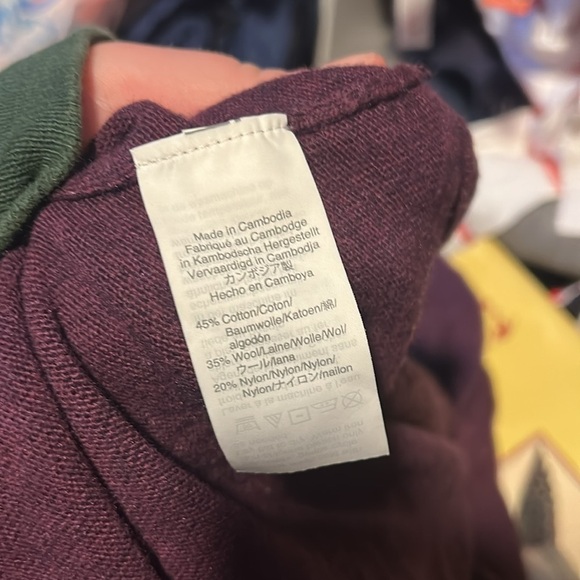 Made in Cambodia
Fabriqué au Cambodge
in Kambodscha Hergestellt
Vervaardigd in Cambodja
カンボジア製
Hecho en Camboya
45% Cotton/Coton/
Baumwolle/Katoen/綿/
algodón
35% Wool/Laine/Wolle/Wol/
ウール/lana
20% Nylon/Nylon/Nylon/
Nylon/ナイロン/nailon